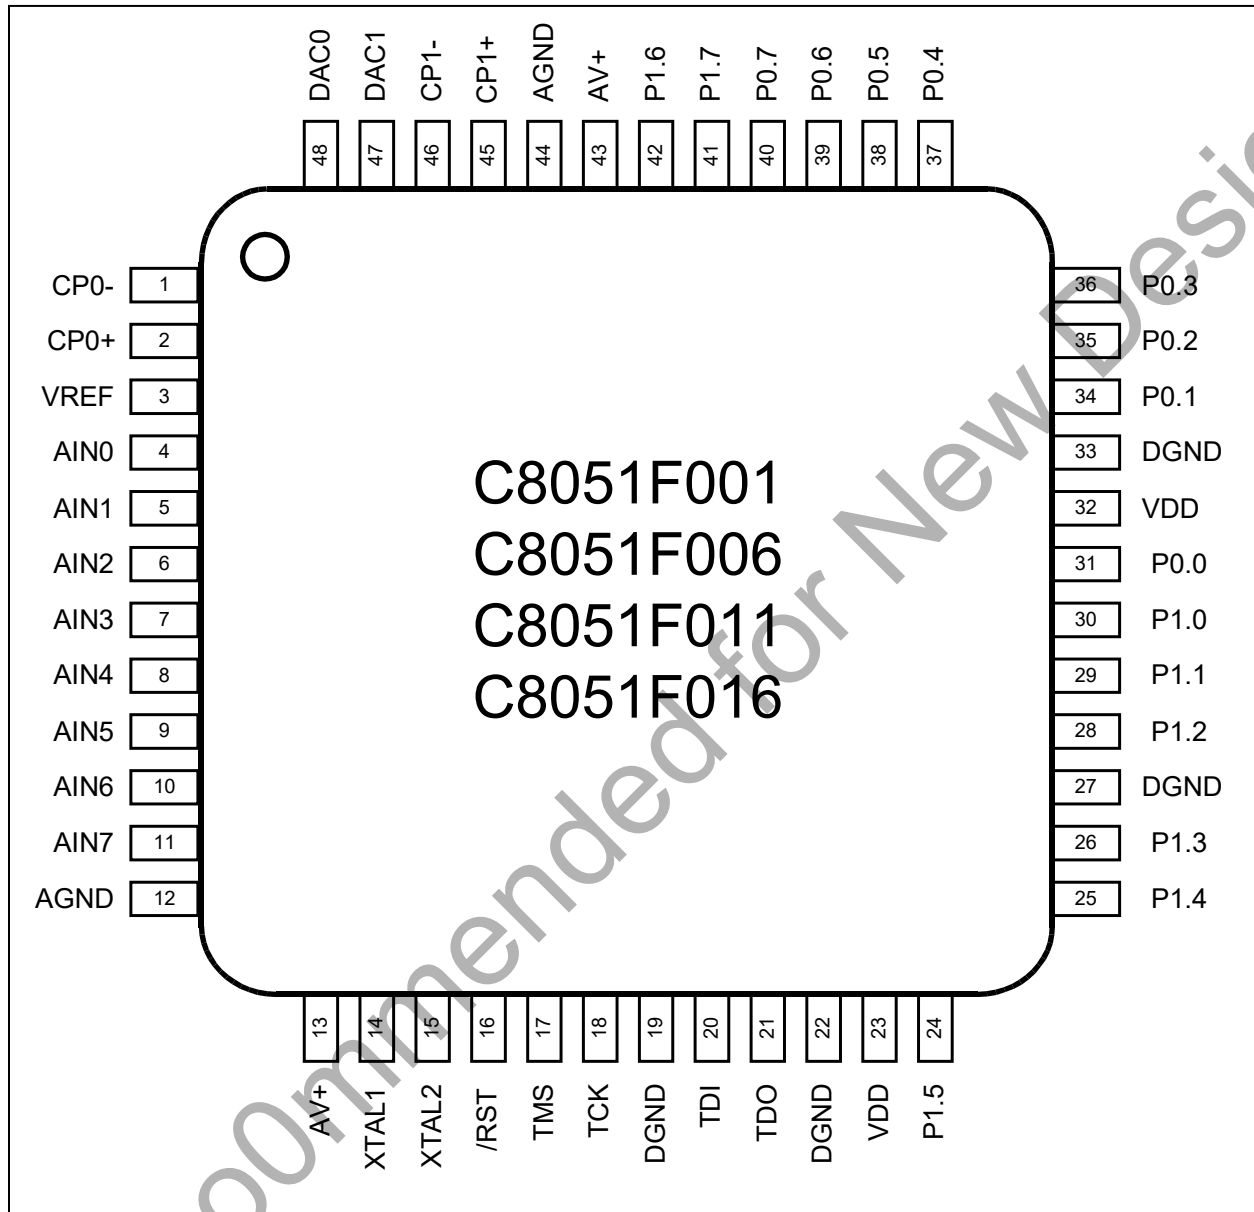 DAC0 DAC1 CP1- CP1+ AGND AV+ P1.6 P1.7 P0.7 P0.6 P0.5 P0.4
48 47 46 45 44 43 42 41 40 39 38 37
CP0- 1
CP0+ 2
VREF 3
AIN0 4
AIN1 5
AIN2 6
AIN3 7
AIN4 8
AIN5 9
AIN6 10
AIN7 11
AGND 12
C8051F001
C8051F006
C8051F011
C8051F016
36 P0.3
35 P0.2
34 P0.1
33 DGND
32 VDD
31 P0.0
30 P1.0
29 P1.1
28 P1.2
27 DGND
26 P1.3
25 P1.4
13 14 15 16 17 18 19 20 21 22 23 24
AV+ XTAL1 XTAL2 /RST TMS TCK DGND TDI TDO DGND VDD P1.5
o0mmended for New Desi